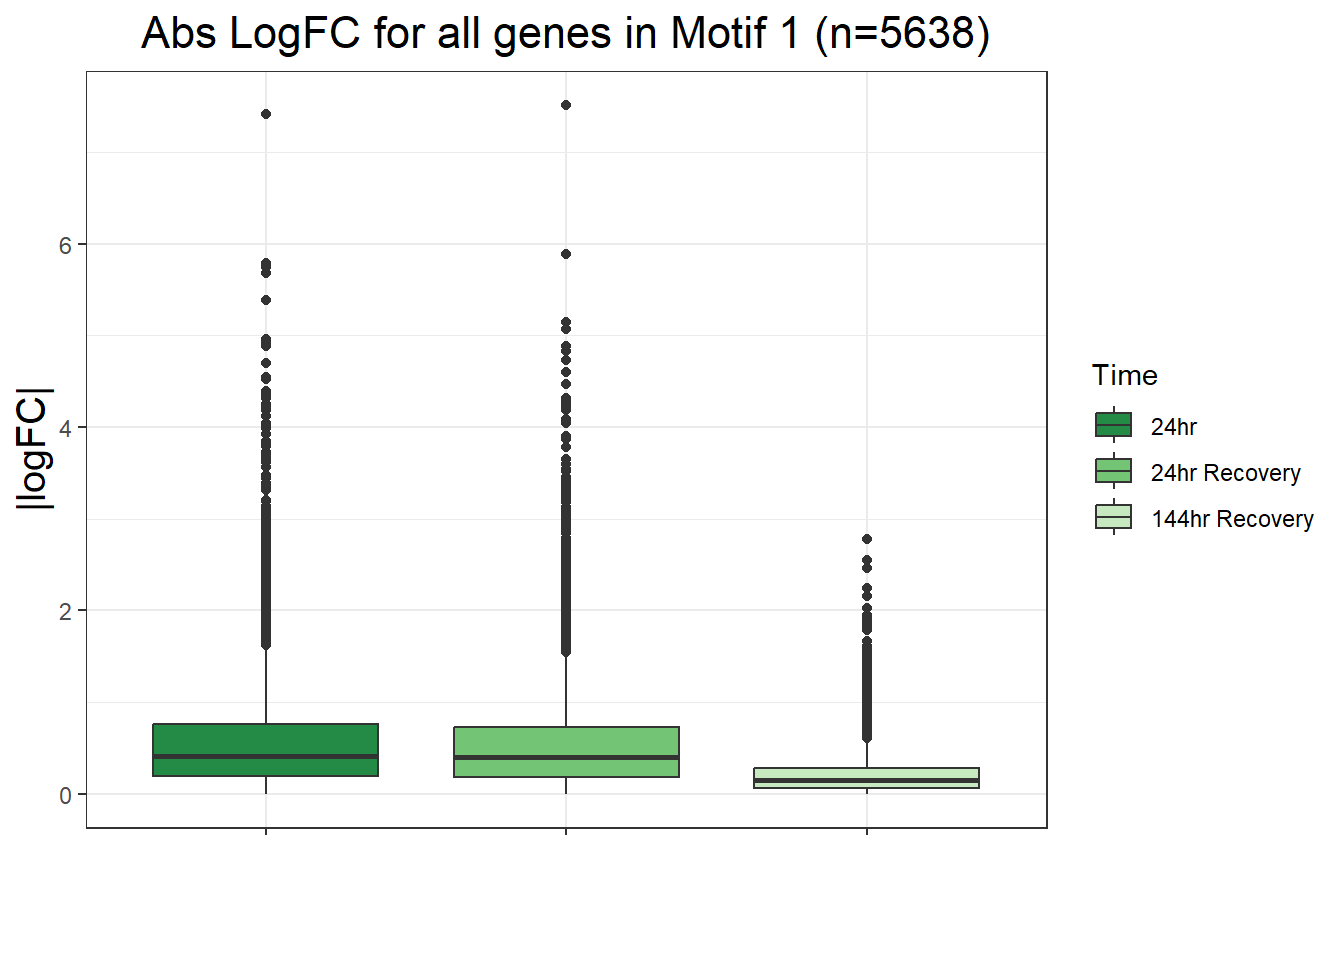 Abs LogFC for all genes in Motif 1 (n=5638)
|logFC|
6
4
2
0
Time
24hr
24hr Recovery
144hr Recovery